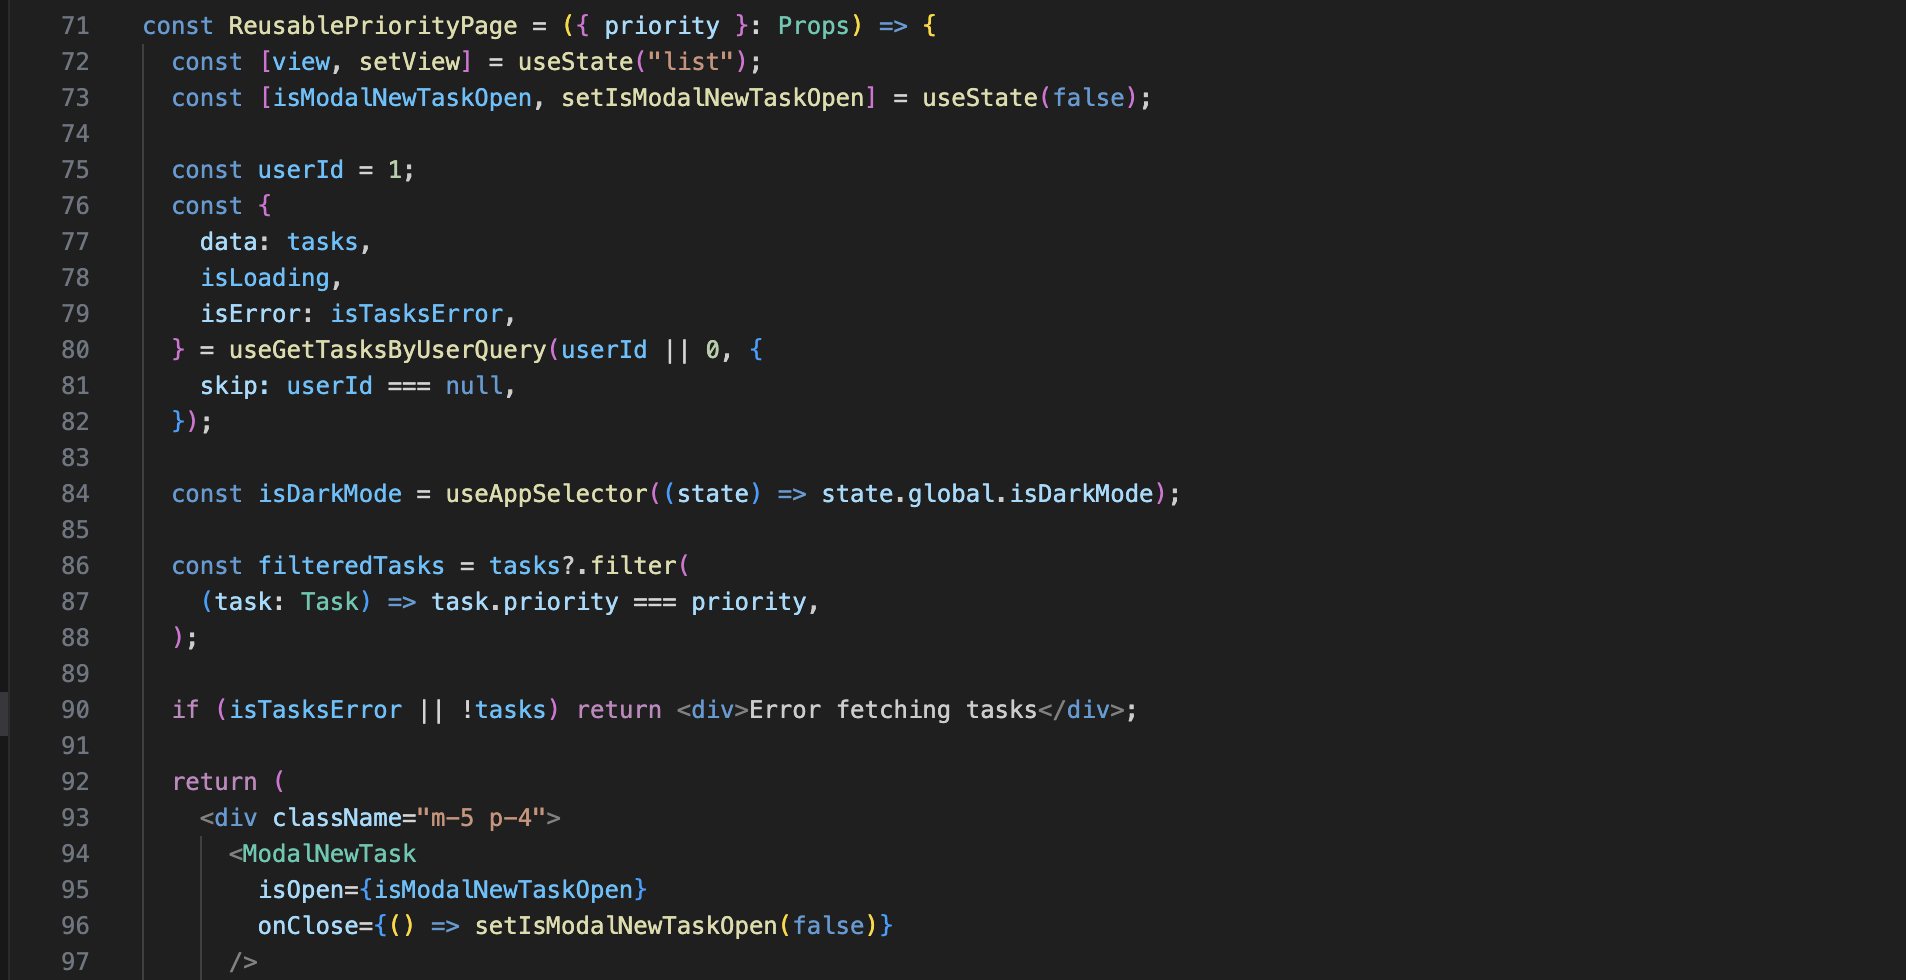 71 const ReusablePriorityPage = ({ priority }: Props) => {
72 const [view, setView] = useState("list");
73 const [isModalNewTaskOpen, setIsModalNewTaskOpen] = useState(false);
74
75 const userId = 1;
76 const {
77 data: tasks,
78 isLoading,
79 isError: isTasksError,
80 } = useGetTasksByUserQuery(userId || 0, {
81 skip: userId === null,
82 });
83
84 const isDarkMode = useAppSelector((state) => state.global.isDarkMode);
85
86 const filteredTasks = tasks?.filter(
87 (task: Task) => task.priority === priority,
88 );
89
90 if (isTasksError || !tasks) return <div>Error fetching tasks</div>;
91
92 return (
93 <div className="m-5 p-4">
94 <ModalNewTask
95 isOpen={isModalNewTaskOpen}
96 onClose={() => setIsModalNewTaskOpen(false)}
97 />